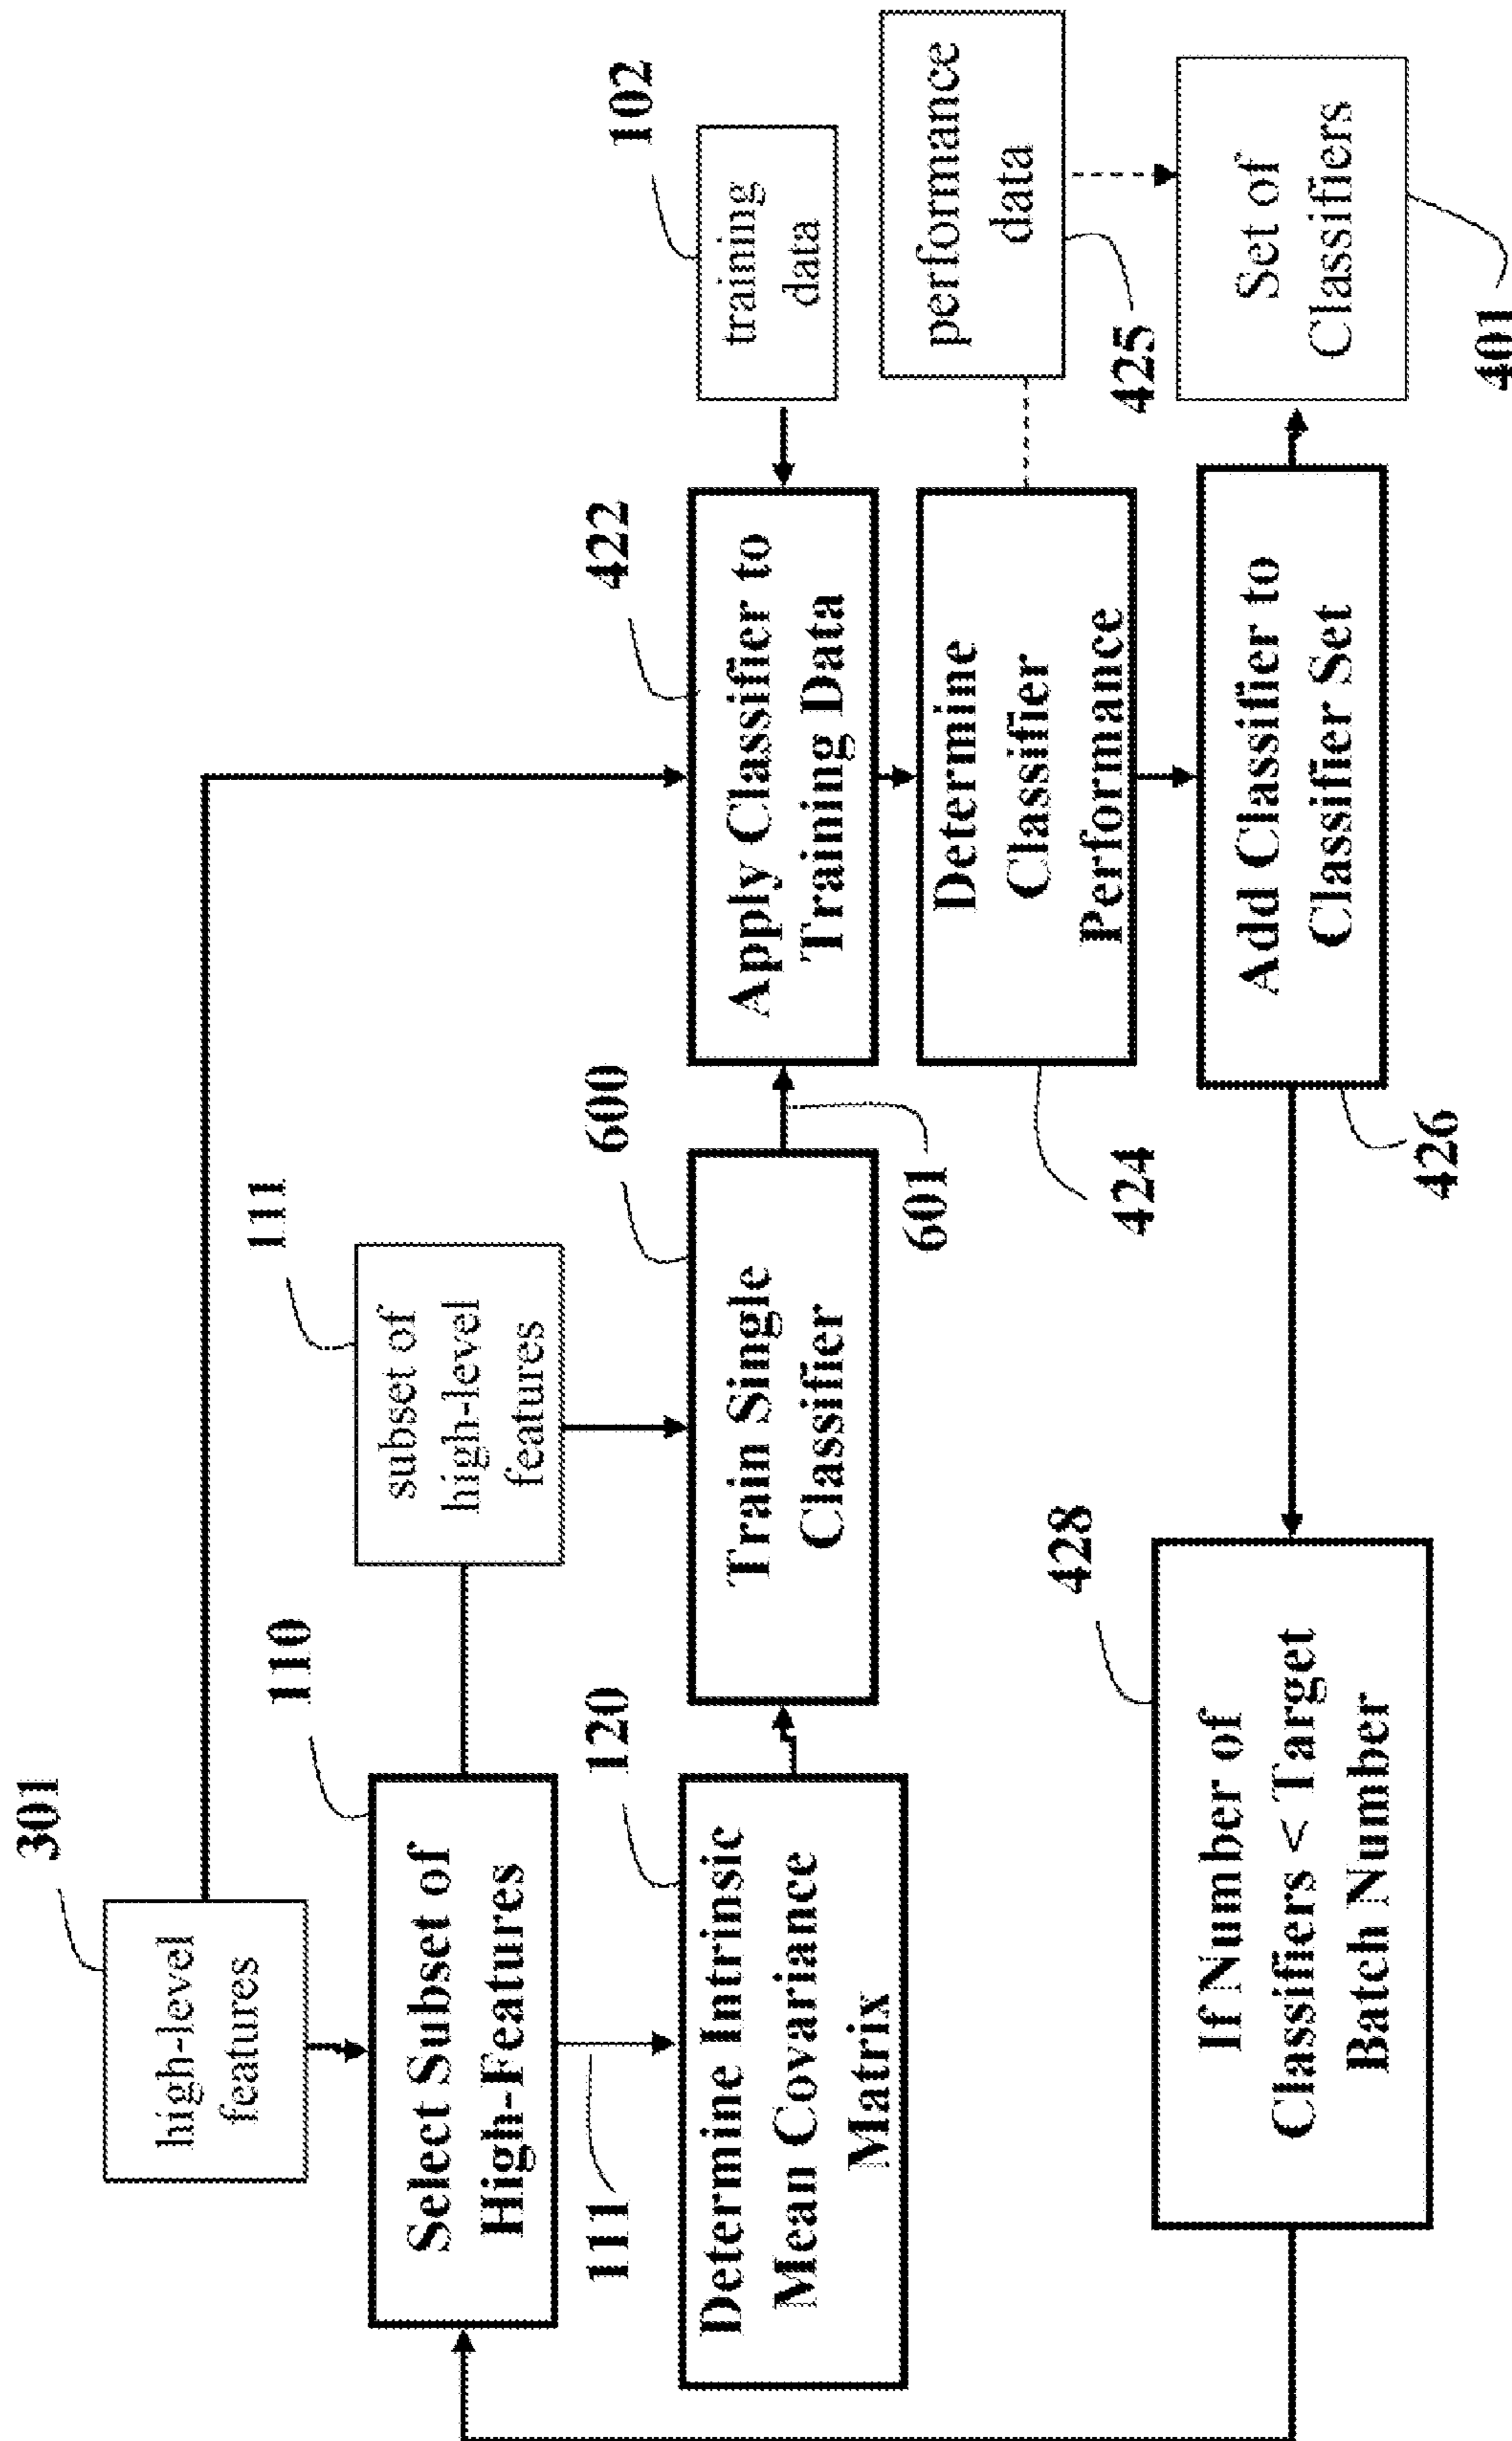 301
high-level
features
110
Select Subset of
High-Features
111
subset of
high-level
features
111
120
Determine Intrinsic
Mean Covariance
Matrix
600
Train Single
Classifier
601
422
Apply Classifier to
Training Data
102
training
data
Determine
Classifier
Performance
424
performance
data
425
Add Classifier to
Classifier Set
426
Set of
Classifiers
401
428
If Number of
Classifiers < Target
Batch Number